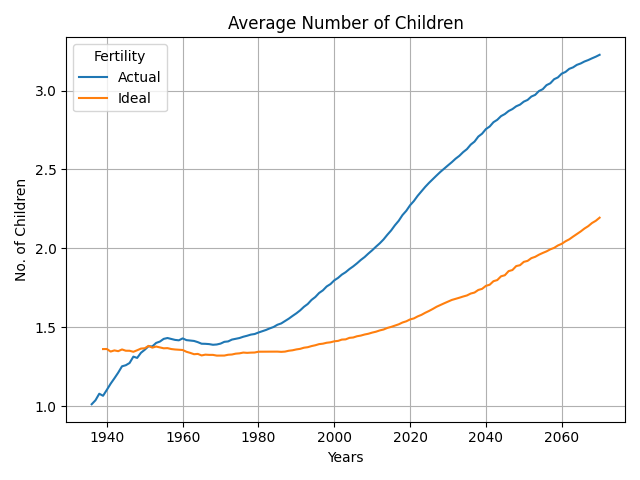 Average Number of Children
Fertility
Actual
Ideal
No. of Children
3.0
2.5
2.0
1.5
1.0
1940 1960 1980 2000 2020 2040 2060
Years